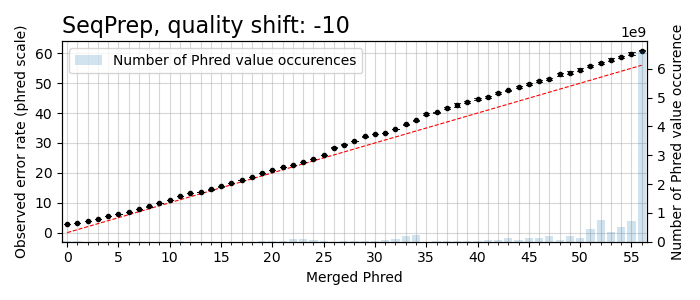 SeqPrep, quality shift: -10
1e9
Number of Phred value occurences
Observed error rate (phred scale)
60
50
40
30
20
10
0
6
5
4
3
2
1
0
Number of Phred value occurence
0 5 10 15 20 25 30 35 40 45 50 55
Merged Phred